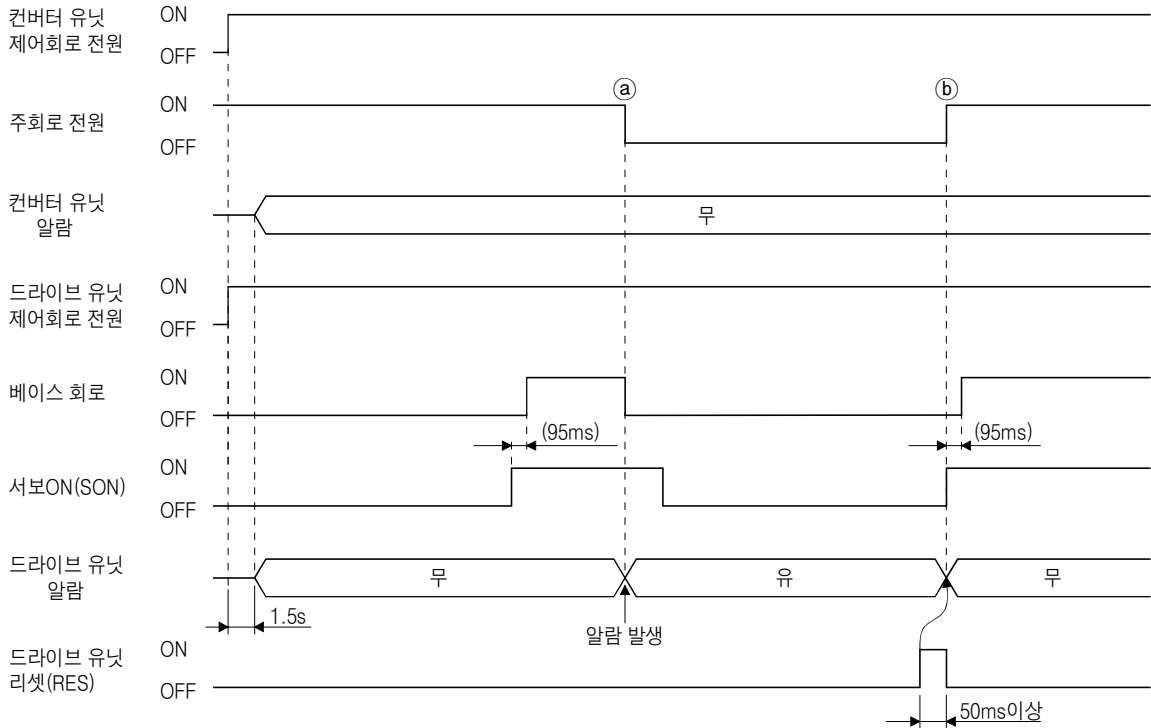 컨버터 유닛
제어회로 전원
ON
OFF
주회로 전원
ON
OFF
ⓐ
ⓑ
컨버터 유닛
알람
무
드라이브 유닛
제어회로 전원
ON
OFF
베이스 회로
ON
OFF
(95ms)
(95ms)
서보ON(SON)
ON
OFF
드라이브 유닛
알람
무
유
무
1.5s
알람 발생
드라이브 유닛
리셋(RES)
ON
OFF
50ms이상